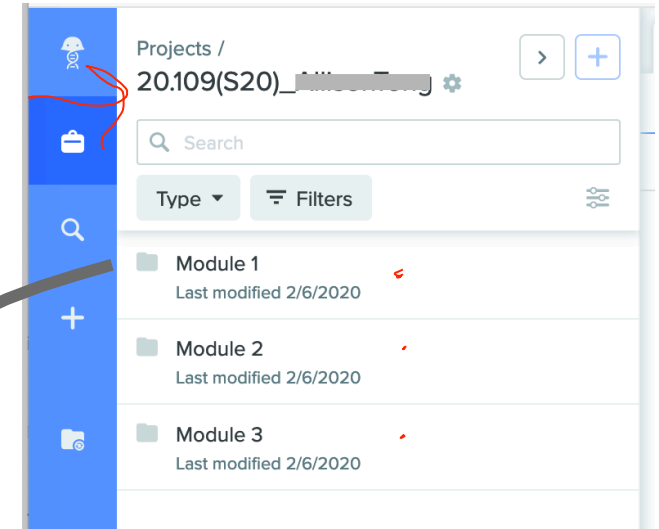 Projects /
20.109(S20)_
Search
Type
Filters
Module 1
Last modified 2/6/2020
Module 2
Last modified 2/6/2020
Module 3
Last modified 2/6/2020